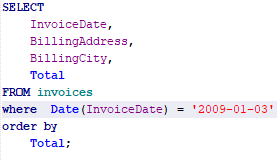 SELECT
InvoiceDate,
BillingAddress,
BillingCity,
Total
FROM invoices
where  Date(InvoiceDate) = '2009-01-03'
order by
Total;